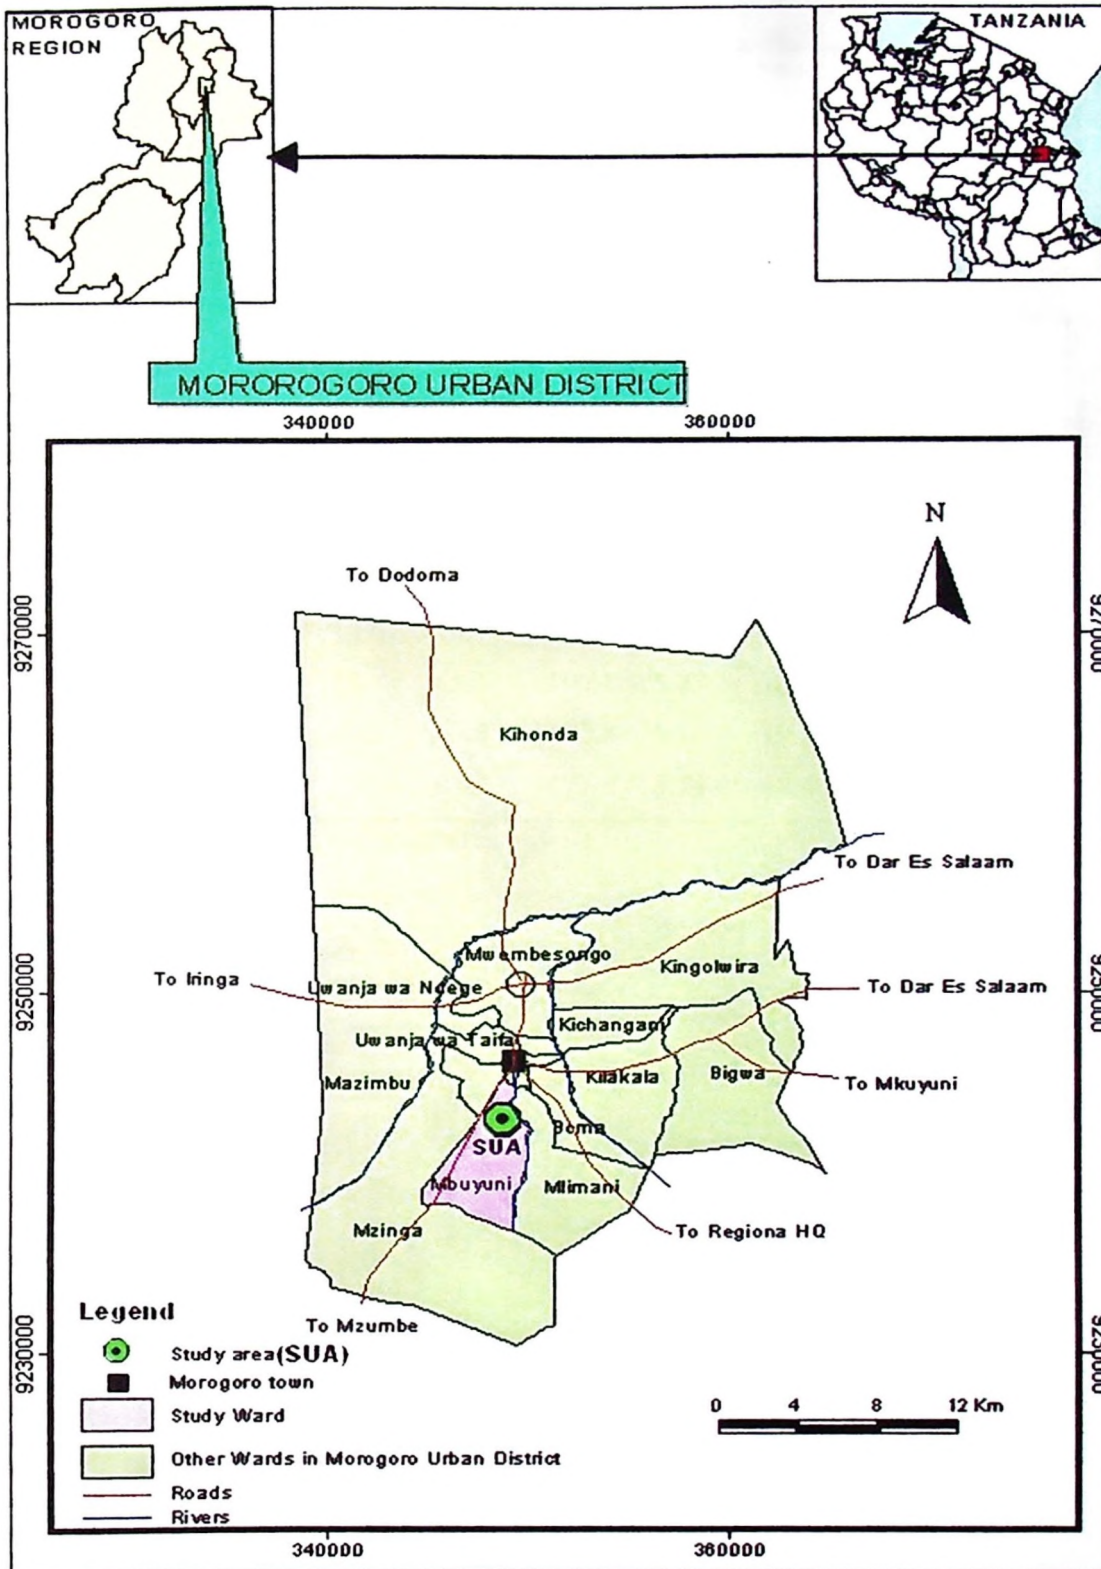 MOROGORO
REGION
TANZANIA
MOROROGORO URBAN DISTRICT
340000
360000
N
To Dodoma
9270000
9270000
Kihonda
To Dar Es Salaam
Mwembesongo
Kingolwira
To Iringa
Uwanja wa Ndege
9250000
9250000
To Dar Es Salaam
Kichangani
Uwanja wa Taifa
Mazimbu
Kilakala
Bigwa
To Mkuyuni
Boma
SUA
Mbuyuni
Mlimani
Mzinga
To Regiona HQ
Legend
To Mzumbe
9230000
9230000
Study area(SUA)
Morogoro town
Study Ward
0 4 8 12 Km
Other Wards in Morogoro Urban District
Roads
Rivers
340000
360000